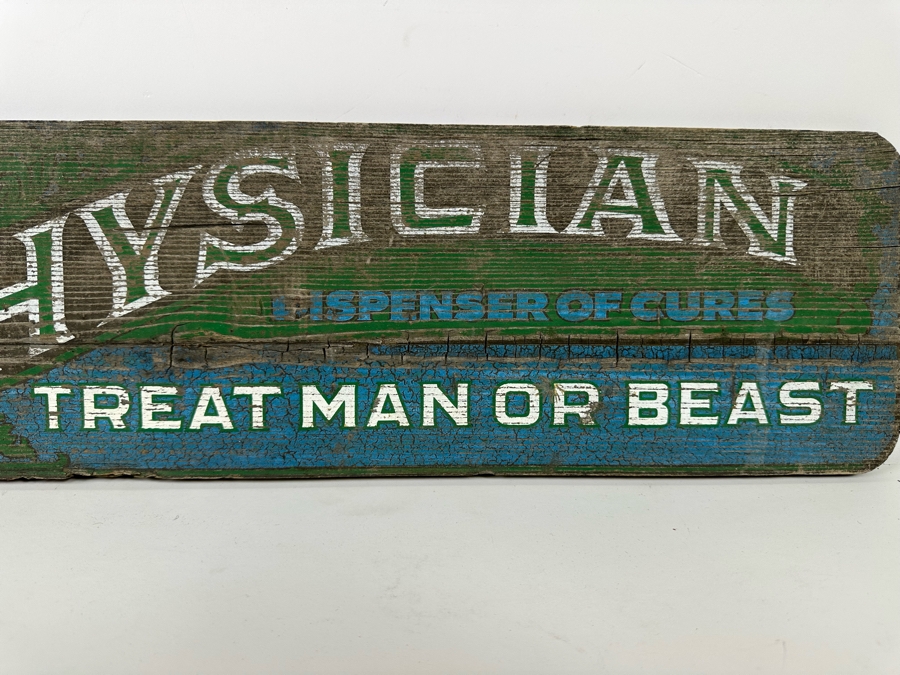 HYSICIAN
DISPENSER OF CURES
TREAT MAN OR BEAST